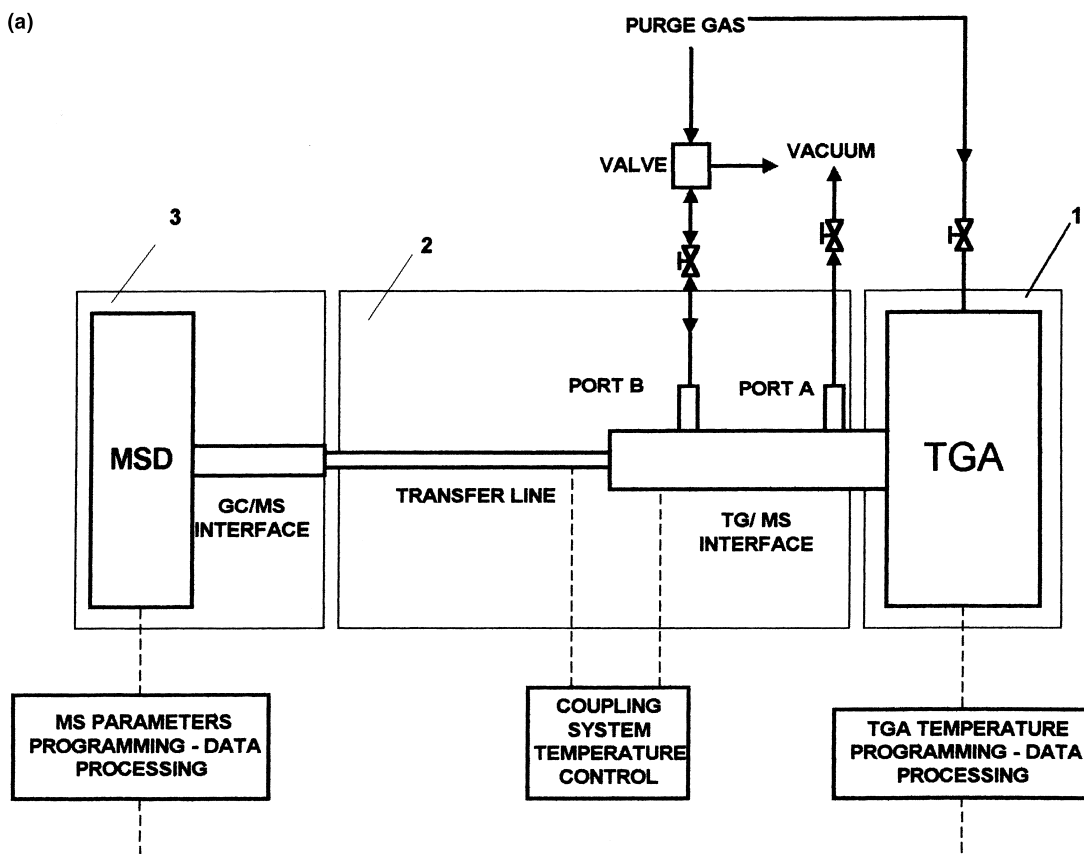 (a)
PURGE GAS
VALVE
VACUUM
3
2
1
PORT B
PORT A
MSD
TGA
GC/MS
INTERFACE
TRANSFER LINE
TG/ MS
INTERFACE
MS PARAMETERS
PROGRAMMING - DATA
PROCESSING
COUPLING
SYSTEM
TEMPERATURE
CONTROL
TGA TEMPERATURE
PROGRAMMING - DATA
PROCESSING